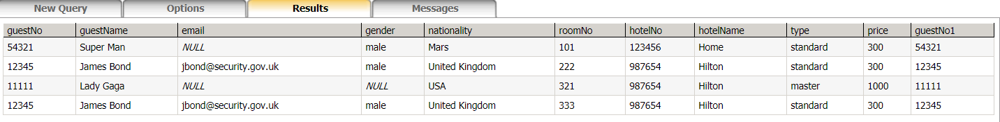 New Query Options Results Messages
guestNo guestName email gender nationality roomNo hotelNo hotelName type price guestNo1
54321 Super Man NULL male Mars 101 123456 Home standard 300 54321
12345 James Bond jbond@security.gov.uk male United Kingdom 222 987654 Hilton standard 300 12345
11111 Lady Gaga NULL NULL USA 321 987654 Hilton master 1000 11111
12345 James Bond jbond@security.gov.uk male United Kingdom 333 987654 Hilton standard 300 12345